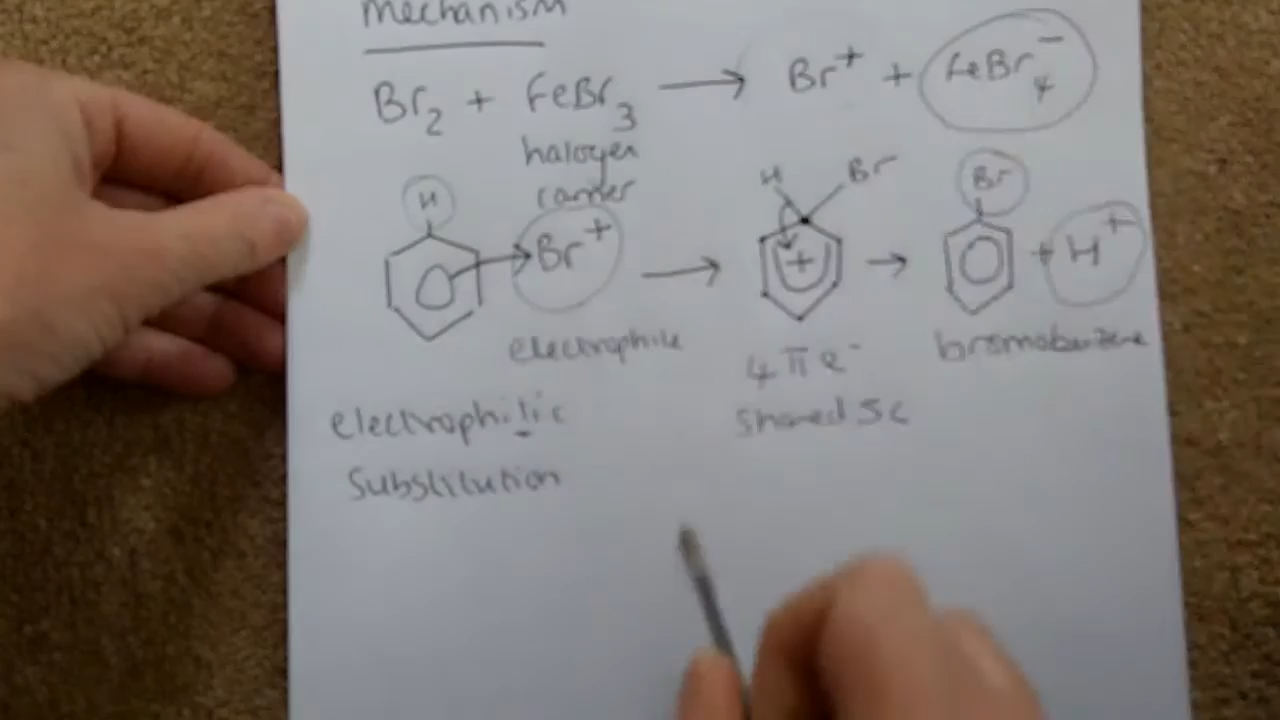 Mechanism
Br₂ + FeBr₃ → Br⁺ + FeBr₄⁻
halogen
carrier
H
Br⁺ → H Br + → Br + H⁺
electrophile
4 π e⁻
shared 5c
bromobenzene
electrophilic
Substitution